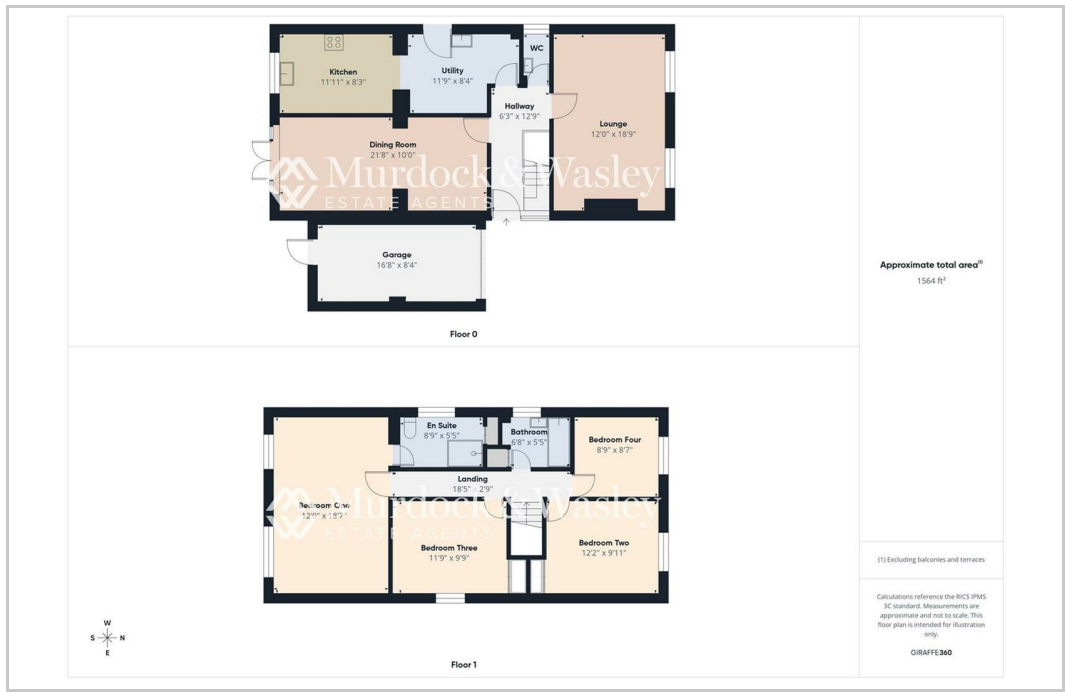 Kitchen
11'11" x 8'3"
Utility
11'9" x 8'4"
WC
Hallway
6'3" x 12'9"
Lounge
12'0" x 18'9"
Dining Room
21'8" x 10'0"
Murdock & Wasley
ESTATE AGENTS
Garage
16'8" x 8'4"
Floor 0
Approximate total area(1)
1564 ft²
En Suite
8'9" x 5'5"
Bathroom
6'8" x 5'5"
Bedroom Four
8'9" x 8'7"
Landing
18'5" x 2'9"
Murdock & Wasley
ESTATE AGENTS
Bedroom One
Bedroom Three
11'9" x 9'9"
Bedroom Two
12'2" x 9'11"
W
S N
E
Floor 1
(1) Excluding balconies and terraces
Calculations reference the RICS IPMS
3C standard. Measurements are
approximate and not to scale. This
floor plan is intended for illustration
only.
GIRAFFE360